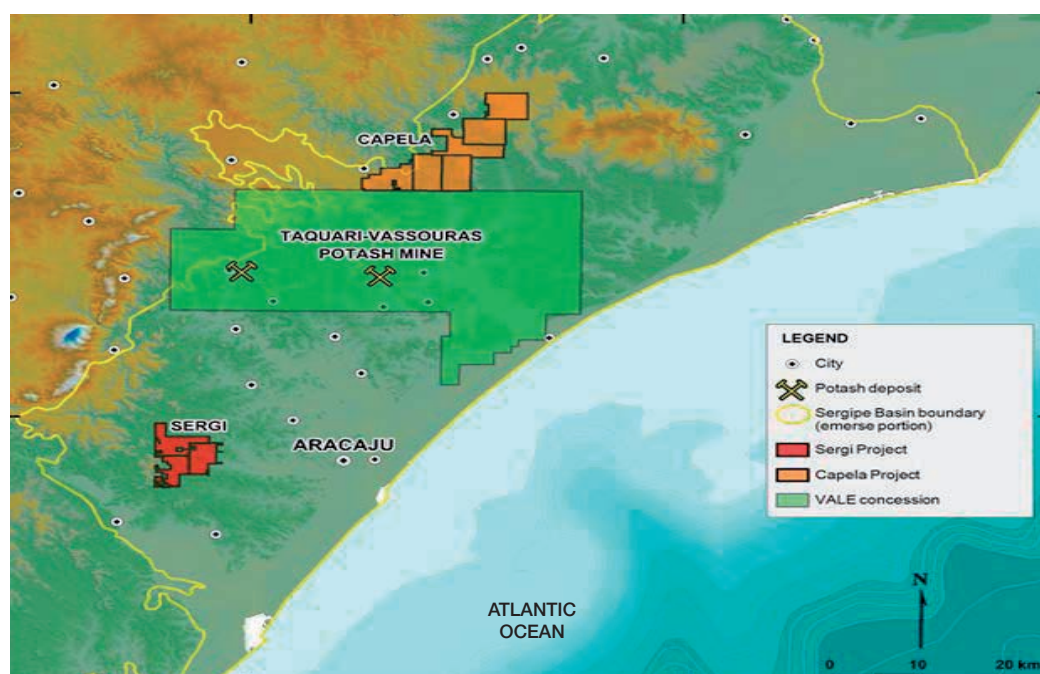 CAPELA
TAQUARI-VASSOURAS
POTASH MINE
SERGI
ARACAJU
LEGEND
City
Potash deposit
Sergipe Basin boundary
(emerse portion)
Sergi Project
Capela Project
VALE concession
ATLANTIC
OCEAN
N
0 10 20 km